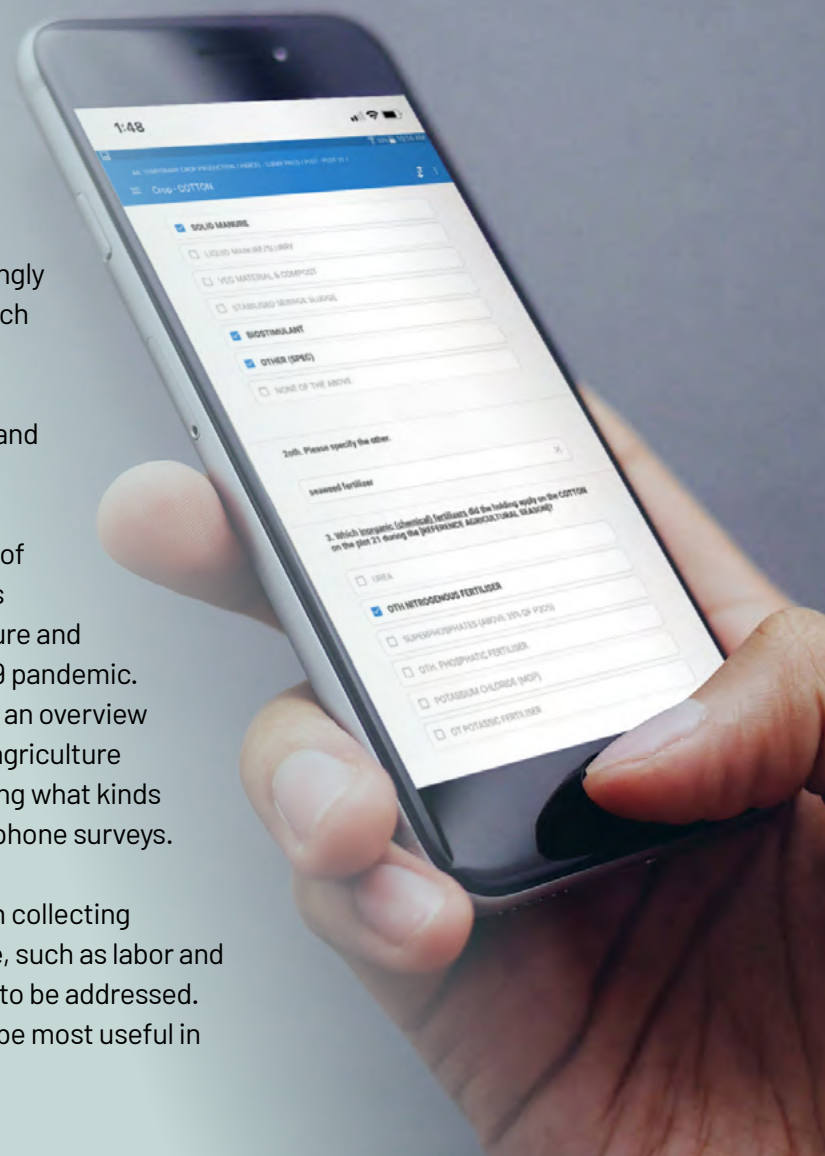 ngly
ch
and
of
s
ure and
9 pandemic.
an overview
agriculture
ng what kinds
phone surveys.
n collecting
e, such as labor and
to be addressed.
be most useful in
1:48
Crop - COTTON
SOLID MANURE
LIQUID MANURE/SLURRY
VEG MATERIAL & COMPOST
STABILISED SEWAGE SLUDGE
BIOSTIMULANT
OTHER (SPEC)
NONE OF THE ABOVE
2oth. Please specify the other.
seaweed fertilizer
3. Which inorganic (chemical) fertilizers did the holding apply on the COTTON
on the plot 21 during the [REFERENCE AGRICULTURAL SEASON]?
UREA
OTH NITROGENOUS FERTILISER
SUPERPHOSPHATES (ABOVE 35% OF P2O5)
OTH. PHOSPHATIC FERTILISER
POTASSIUM CHLORIDE (MOP)
OT POTASSIC FERTILISER